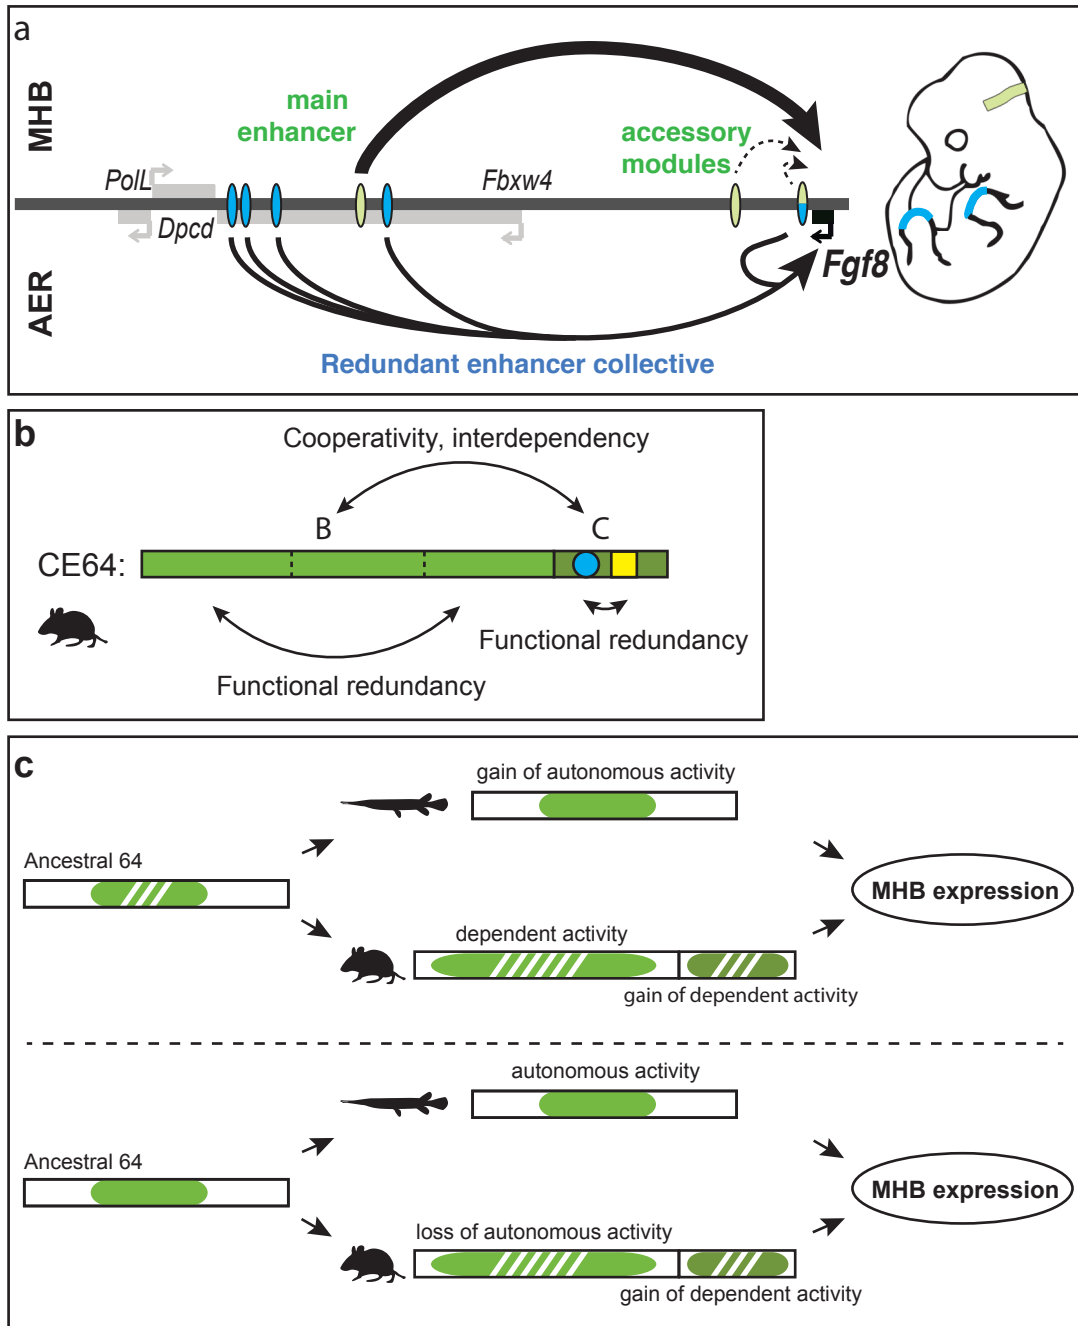 a
MHB
main
enhancer
accessory
modules
PolL
Fbxw4
Dpcd
Fgf8
AER
Redundant enhancer collective
b
Cooperativity, interdependency
B
C
CE64:
Functional redundancy
Functional redundancy
c
gain of autonomous activity
Ancestral 64
MHB expression
dependent activity
gain of dependent activity
autonomous activity
Ancestral 64
MHB expression
loss of autonomous activity
gain of dependent activity